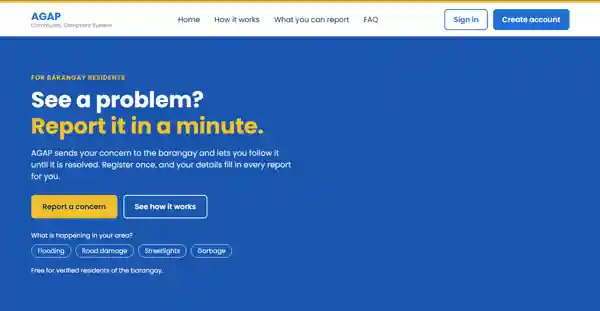 AGAP
Community Complaint System
Home
How it works
What you can report
FAQ
Sign in
Create account
FOR BARANGAY RESIDENTS
See a problem?
Report it in a minute.
AGAP sends your concern to the barangay and lets you follow it
until it is resolved. Register once, and your details fill in every report
for you.
Report a concern
See how it works
What is happening in your area?
Flooding
Road damage
Streetlights
Garbage
Free for verified residents of the barangay.